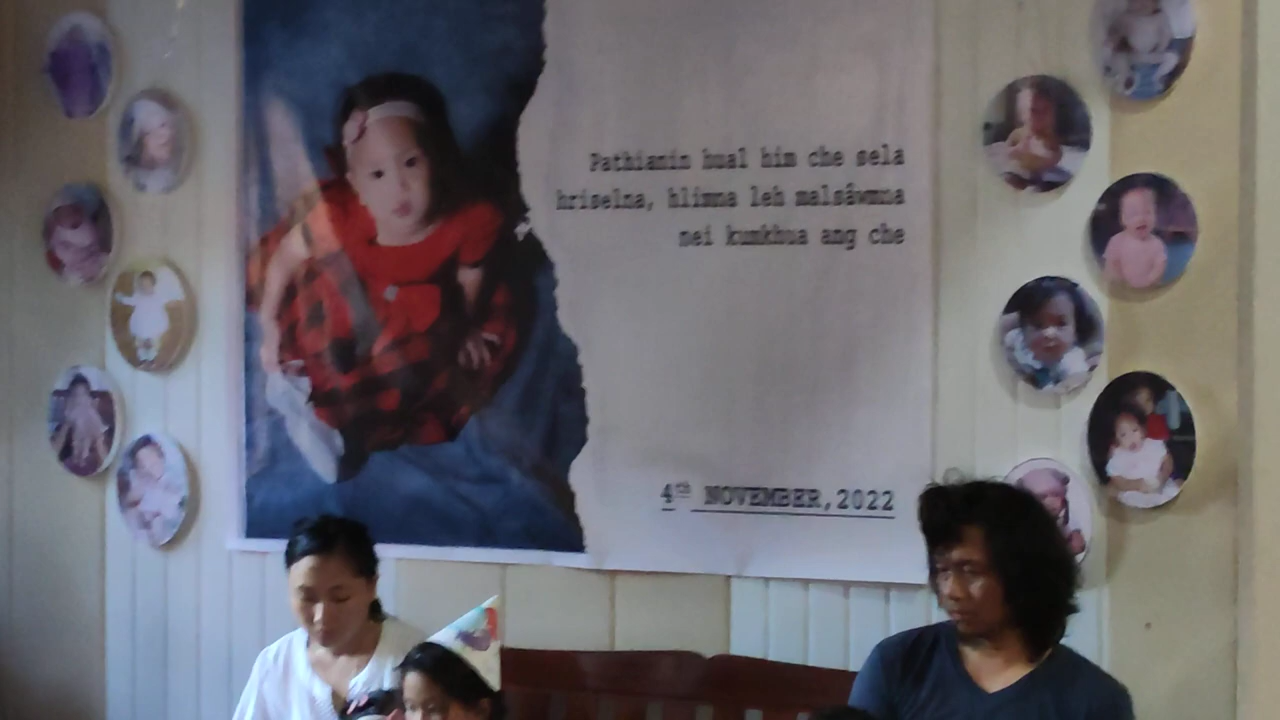 Pathianin hual him che sela
hriselna, hlimna leh malsâwmna
nei kumkhua ang che
4th NOVEMBER, 2022